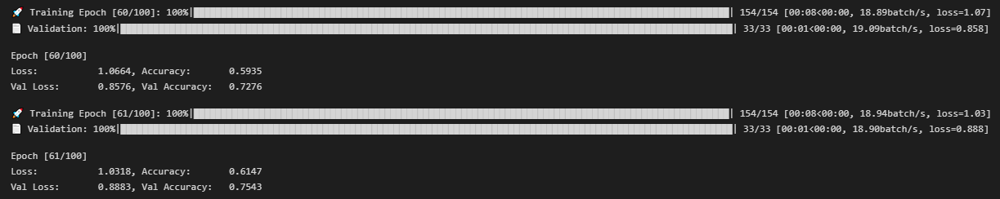 🚀 Training Epoch [60/100]: 100%|██████████| 154/154 [00:08<00:00, 18.89batch/s, loss=1.07]
📄 Validation: 100%|██████████| 33/33 [00:01<00:00, 19.09batch/s, loss=0.858]
Epoch [60/100]
Loss: 1.0664, Accuracy: 0.5935
Val Loss: 0.8576, Val Accuracy: 0.7276
🚀 Training Epoch [61/100]: 100%|██████████| 154/154 [00:08<00:00, 18.94batch/s, loss=1.03]
📄 Validation: 100%|██████████| 33/33 [00:01<00:00, 18.90batch/s, loss=0.888]
Epoch [61/100]
Loss: 1.0318, Accuracy: 0.6147
Val Loss: 0.8883, Val Accuracy: 0.7543